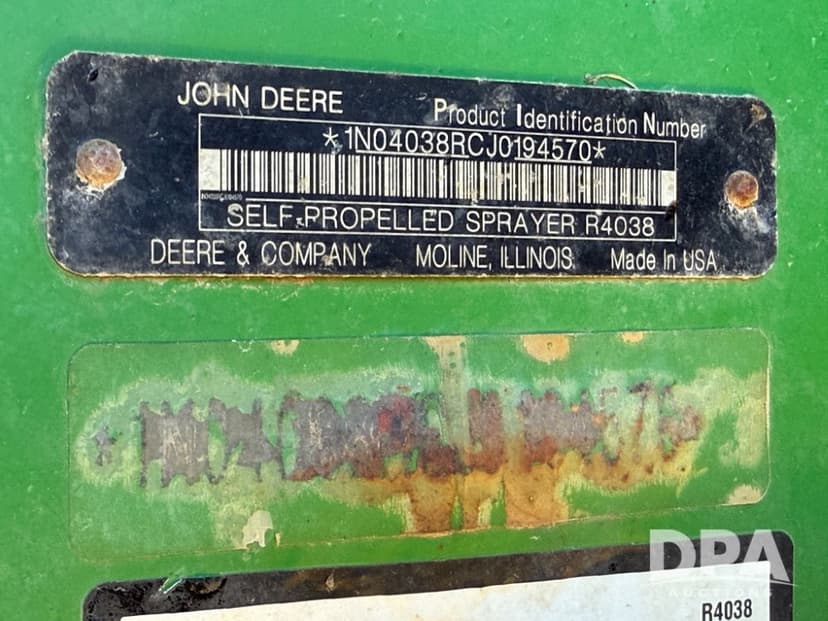 JOHN DEERE Product Identification Number
*1N04038RCJ0194570*
SELF-PROPELLED SPRAYER R4038
DEERE & COMPANY MOLINE, ILLINOIS Made In USA
DPA
AUCTIONS
R4038